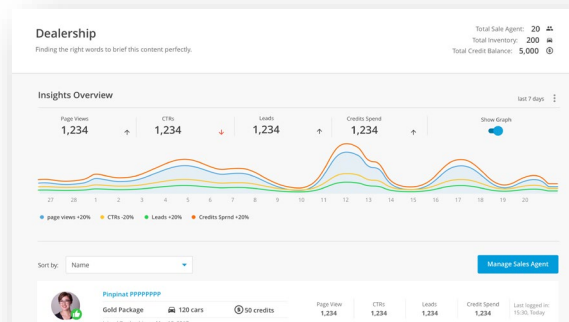 Dealership
Finding the right words to brief this content perfectly.
Total Sale Agent: 20
Total Inventory: 200
Total Credit Balance: 5,000
Insights Overview
last 7 days
Page Views CTRs Leads Credits Spend Show Graph
1,234 1,234 1,234 1,234
27 28 1 2 3 4 5 6 7 8 9 10 11 12 13 14 15 16 17 18 19 20
page views +20% CTRs -20% Leads +20% Credits Sprnd +20%
Sort by: Name Manage Sales Agent
Pinpinat PPPPPPPP
Gold Package 120 cars 50 credits
Page View CTRs Leads Credit Spend Last logged in:
1,234 1,234 1,234 1,234 15:30, Today